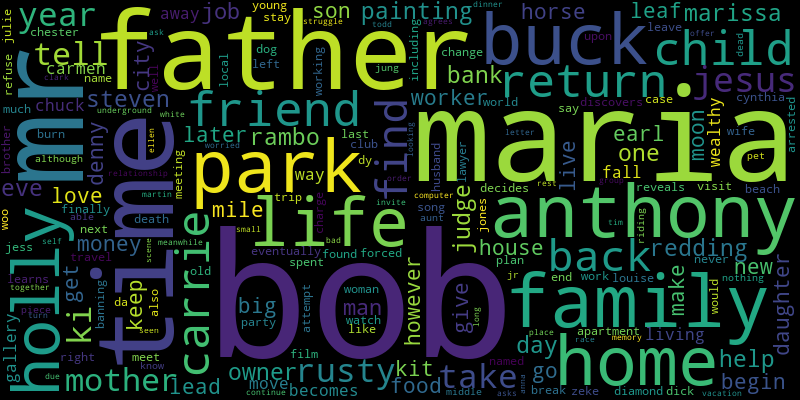 year
away
job
young
stay
son
struggle
todd
agrees
painting
dinner
horse
leaf
marissa
julie
chester
tell
father
buck
child
refuse
carmen
name
city
ask
well
dog
left
local
working
including
change
jung
upon
leave
offer
dead
mr
much
chuck
steven
friend
bank
return
jesus
clark
underground
white
worker
world
discovers
case
cynthia
burn
although
denny
ellen
later
rambo
last
club
find
looking
maria
say
earl
moon
wealthy
wife
arrested
brother
time
worried
letter
one
eve
relationship
meeting
park
dy
way
husband
lawyer
live
fall
pet
love
martin
trip
order
computer
rest
decides
reveals
visit
beach
woo
finally
able
mile
charge
invite
song
aunt
judge
jones
anthony
group
next
death
small
bad
life
jess
self
money
meanwhile
eventually
found
forced
house
tim
riding
holly
get
travel
scene
carrie
old
spent
plan
back
redding
learns
together
ki
banning
da
keep
also
seen
bob
big
party
attempt
woman
man
watch
like
however
give
long
jr
end
work
louise
make
never
nothing
would
new
daughter
gallery
piece
turn
family
place
memory
film
apartment
living
due
right
meet
know
day
home
rate
mother
lead
owner
move
rusty
becomes
continue
kit
food
middle
take
named
asks
anna
go
break
zeke
diamond
dick
help
begin
vacation